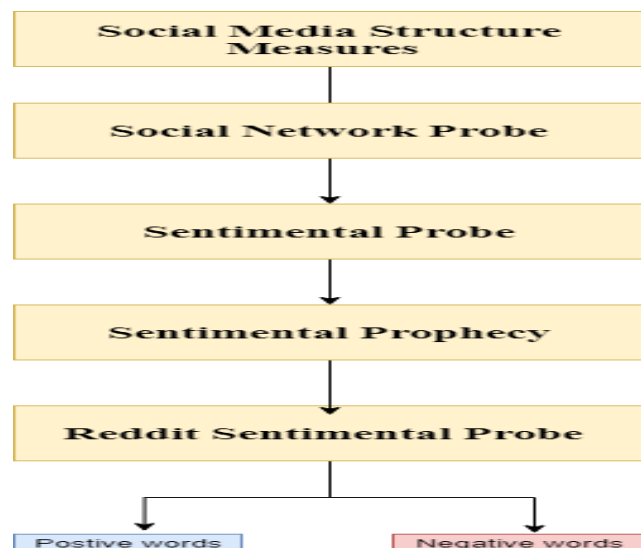 Social Media Structure
Measures
Social Network Probe
Sentimental Probe
Sentimental Prophecy
Reddit Sentimental Probe
Postive words
Negative words